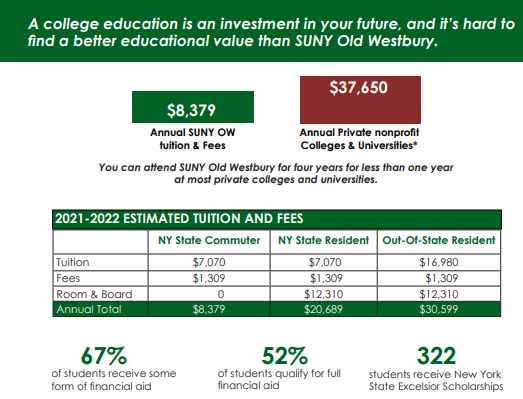 A college education is an investment in your future, and it's hard to
find a better educational value than SUNY Old Westbury.
$8,379
Annual SUNY OW
tuition & Fees
$37,650
Annual Private nonprofit
Colleges & Universities*
You can attend SUNY Old Westbury for four years for less than one year
at most private colleges and universities.
2021-2022 ESTIMATED TUITION AND FEES
NY State Commuter NY State Resident Out-Of-State Resident
Tuition $7,070 $7,070 $16,980
Fees $1,309 $1,309 $1,309
Room & Board 0 $12,310 $12,310
Annual Total $8,379 $20,689 $30,599
67%
of students receive some
form of financial aid
52%
of students qualify for full
financial aid
322
students receive New York
State Excelsior Scholarships